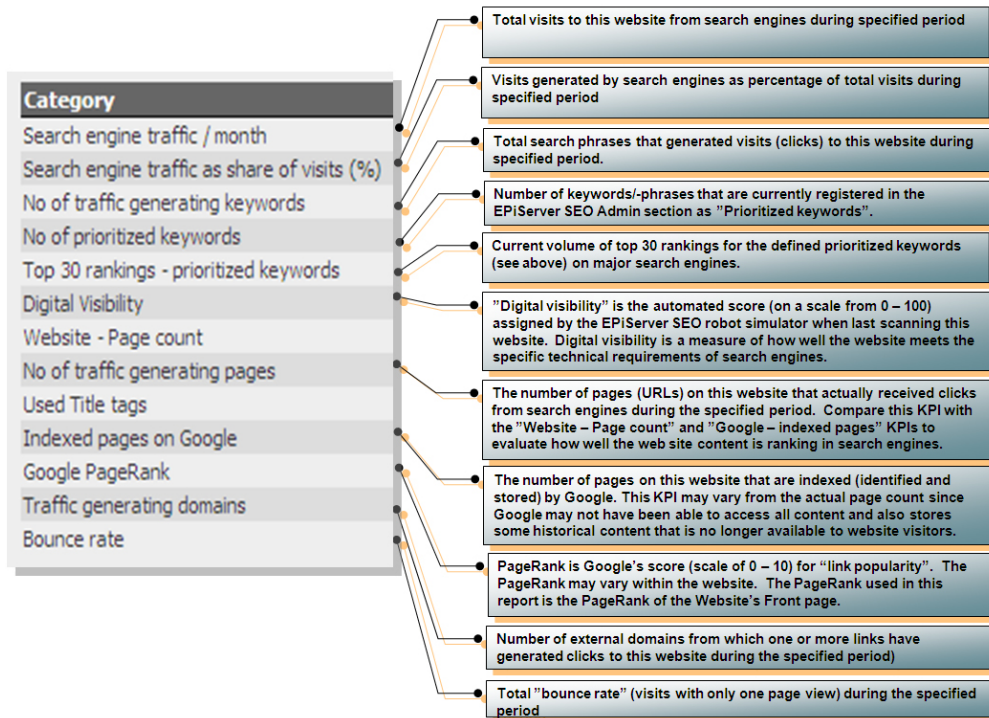 Category
Search engine traffic / month
Search engine traffic as share of visits (%)
No of traffic generating keywords
No of prioritized keywords
Top 30 rankings - prioritized keywords
Digital Visibility
Website - Page count
No of traffic generating pages
Used Title tags
Indexed pages on Google
Google PageRank
Traffic generating domains
Bounce rate
Total visits to this website from search engines during specified period
Visits generated by search engines as percentage of total visits during
specified period
Total search phrases that generated visits (clicks) to this website during
specified period.
Number of keywords/-phrases that are currently registered in the
EPiServer SEO Admin section as ”Prioritized keywords”.
Current volume of top 30 rankings for the defined prioritized keywords
(see above) on major search engines.
”Digital visibility” is the automated score (on a scale from 0 – 100)
assigned by the EPiServer SEO robot simulator when last scanning this
website. Digital visibility is a measure of how well the website meets the
specific technical requirements of search engines.
The number of pages (URLs) on this website that actually received clicks
from search engines during the specified period. Compare this KPI with
the ”Website – Page count” and ”Google – indexed pages” KPIs to
evaluate how well the web site content is ranking in search engines.
The number of pages on this website that are indexed (identified and
stored) by Google. This KPI may vary from the actual page count since
Google may not have been able to access all content and also stores
some historical content that is no longer available to website visitors.
PageRank is Google’s score (scale of 0 – 10) for “link popularity”. The
PageRank may vary within the website. The PageRank used in this
report is the PageRank of the Website’s Front page.
Number of external domains from which one or more links have
generated clicks to this website during the specified period)
Total ”bounce rate” (visits with only one page view) during the specified
period